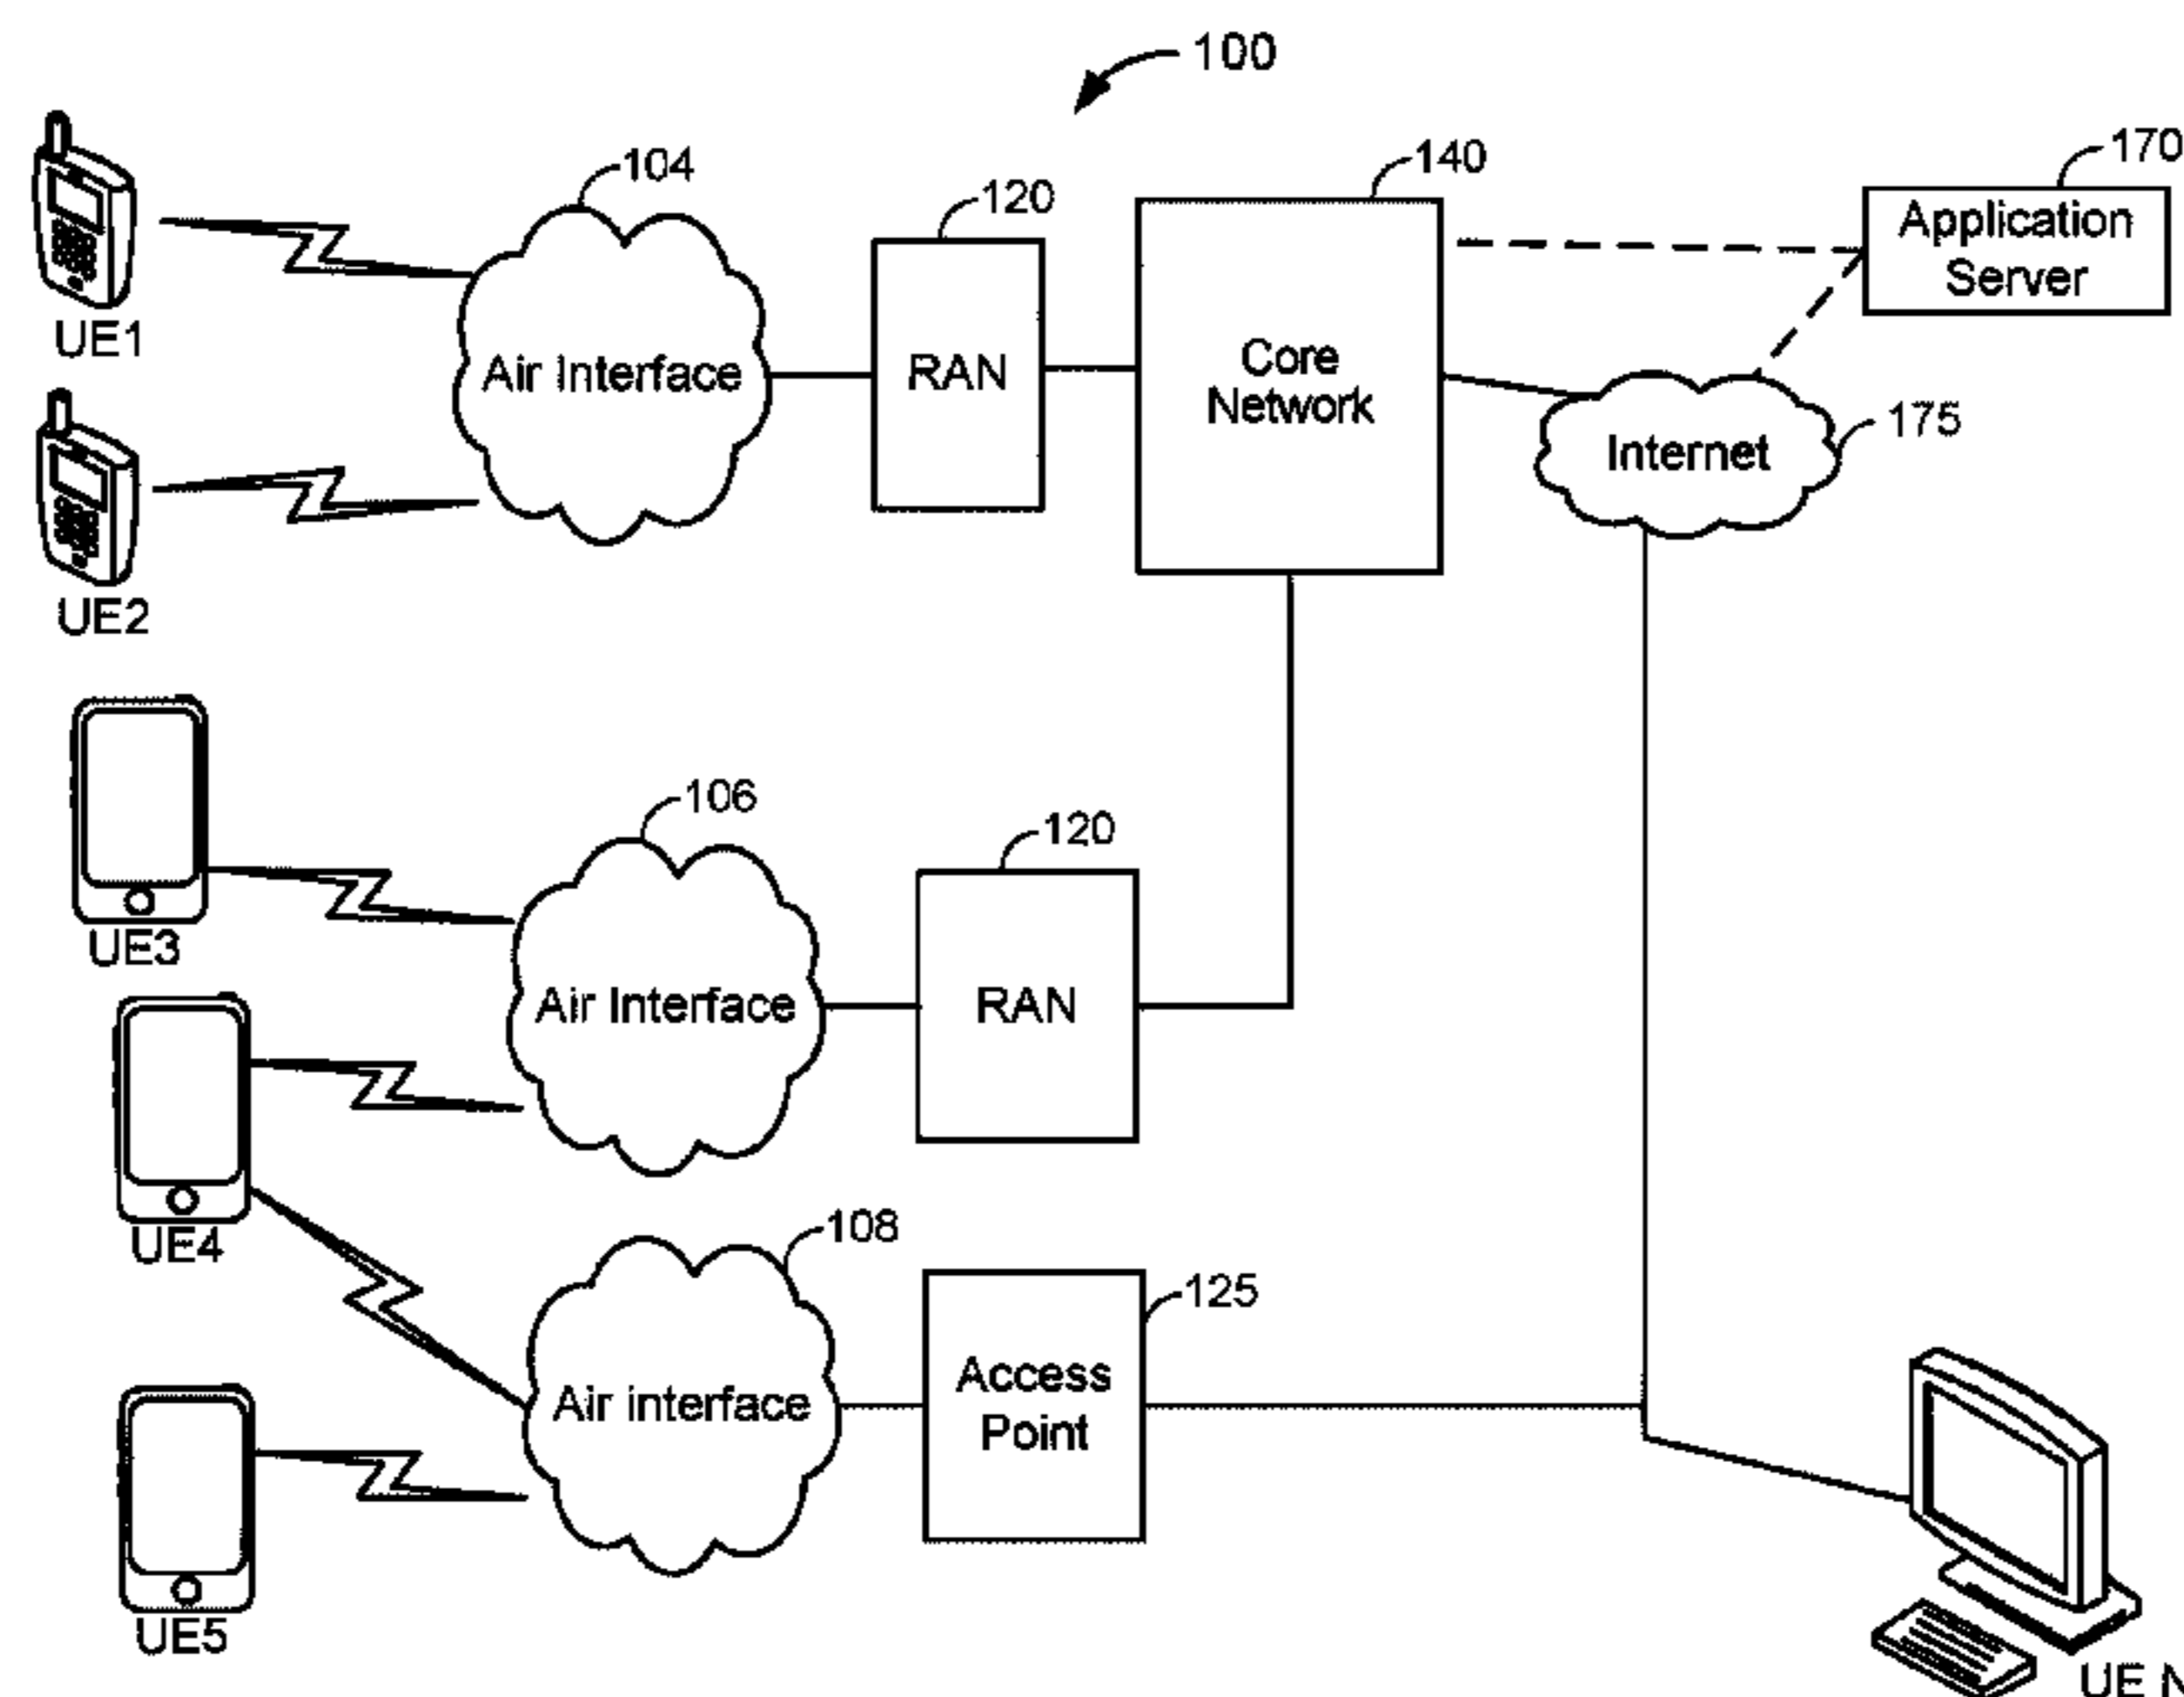 100
104
120
140
170
Application
Server
UE1
Air Interface
RAN
Core
Network
Internet
175
UE2
106
120
UE3
Air Interface
RAN
108
125
UE4
Air interface
Access
Point
UE5
UE N